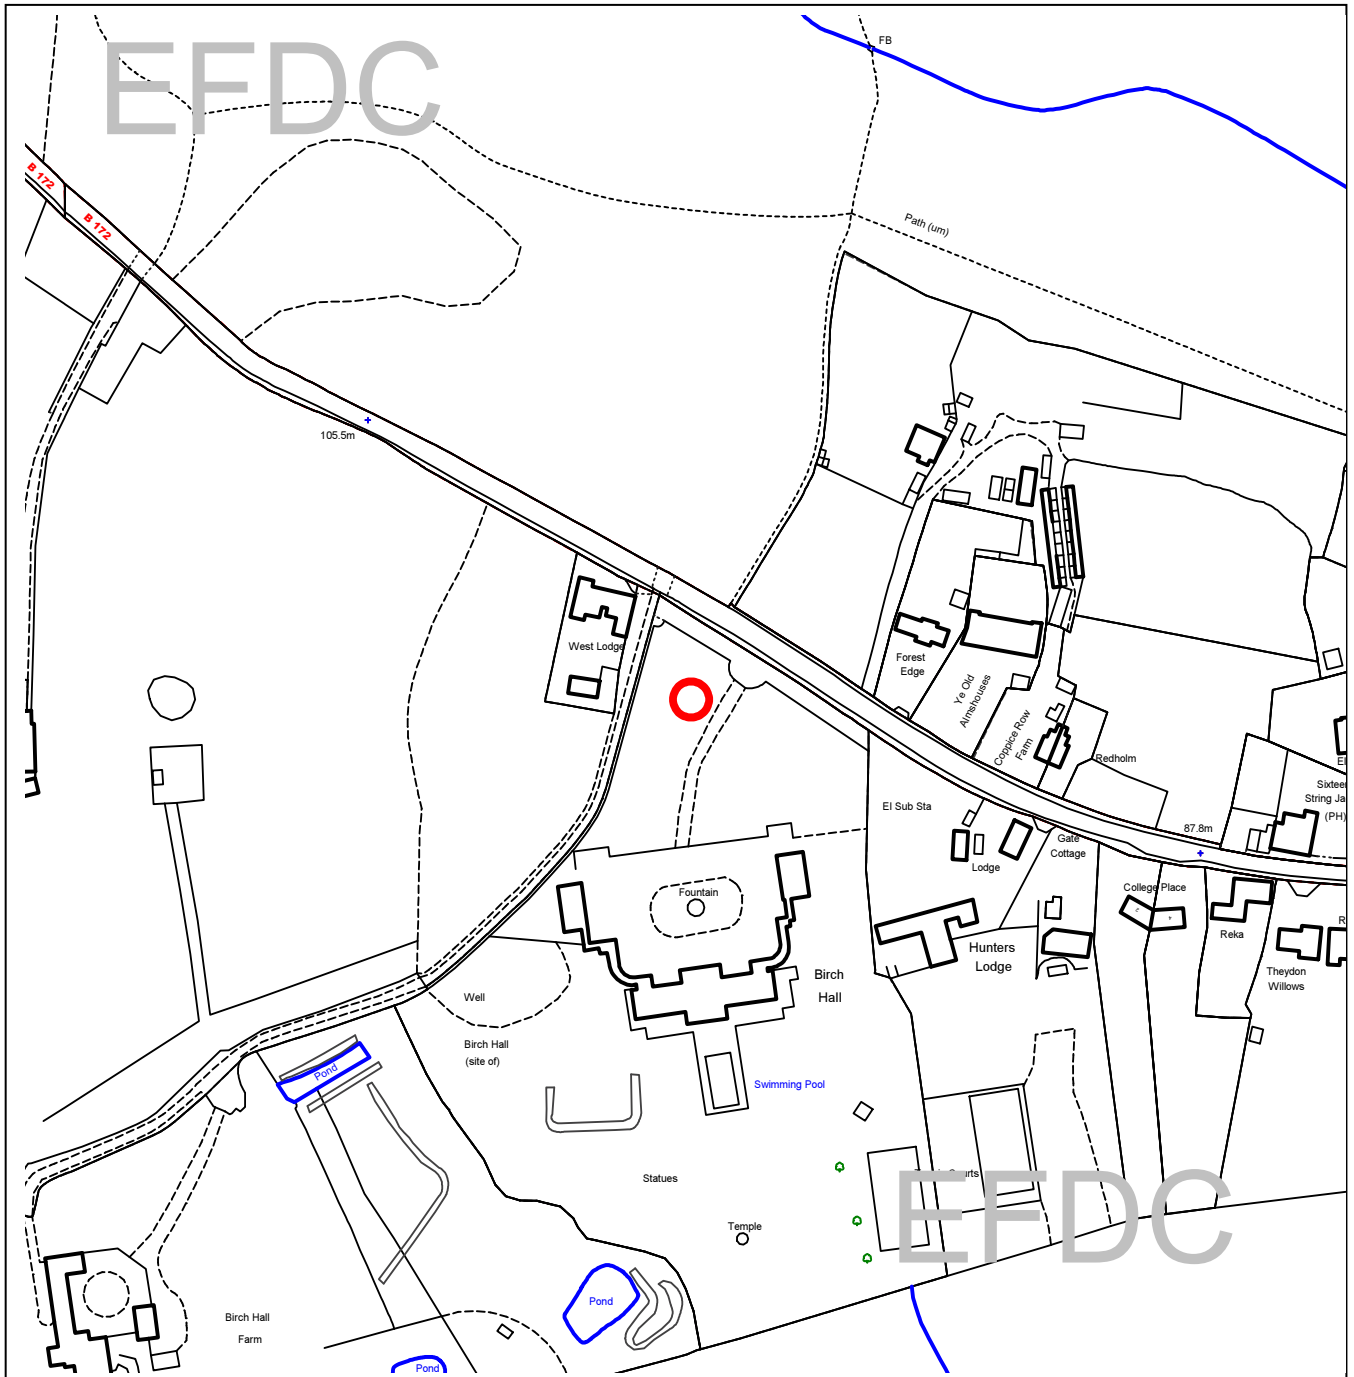 EFDC
FB
B 172
B 172
Path (um)
105.5m
West Lodge
Forest
Edge
Ye Old
Almshouses
Coppice Row
Farm
Redholm
El Sub Sta
Lodge
Gate
Cottage
87.8m
Sixteen
String Ja
(PH)
College Place
Reka
Theydon
Willows
Fountain
Hunters
Lodge
Birch
Hall
Well
Birch Hall
(site of)
Pond
Swimming Pool
Statues
Temple
EFDC
Pond
Birch Hall
Farm
Pond